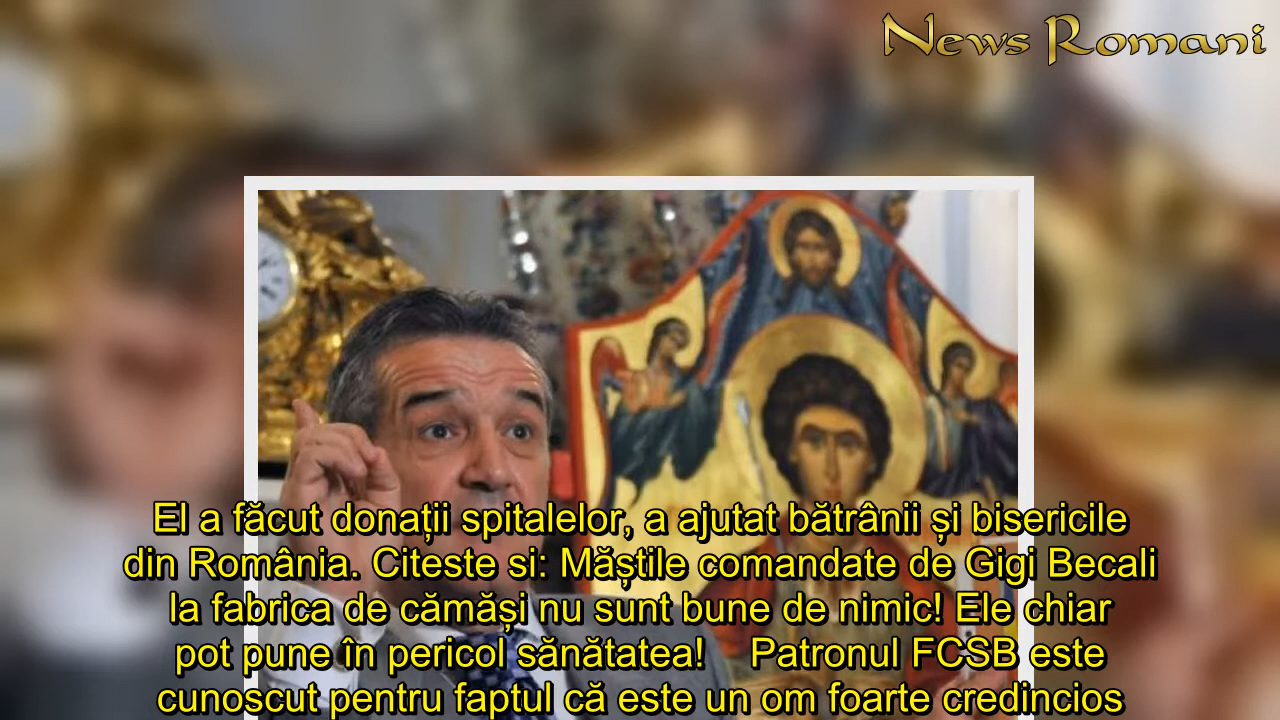 News Romani
El a făcut donații spitalelor, a ajutat bătrânii și bisericile
din România. Citeste si: Măștile comandate de Gigi Becali
la fabrica de cămăși nu sunt bune de nimic! Ele chiar
pot pune în pericol sănătatea! Patronul FCSB este
cunoscut pentru faptul că este un om foarte credincios